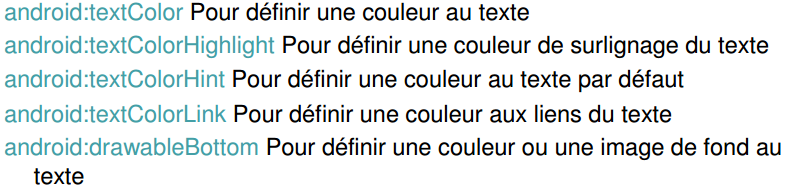 android:textColor Pour définir une couleur au texte
android:textColorHighlight Pour définir une couleur de surlignage du texte
android:textColorHint Pour définir une couleur au texte par défaut
android:textColorLink Pour définir une couleur aux liens du texte
android:drawableBottom Pour définir une couleur ou une image de fond au
texte